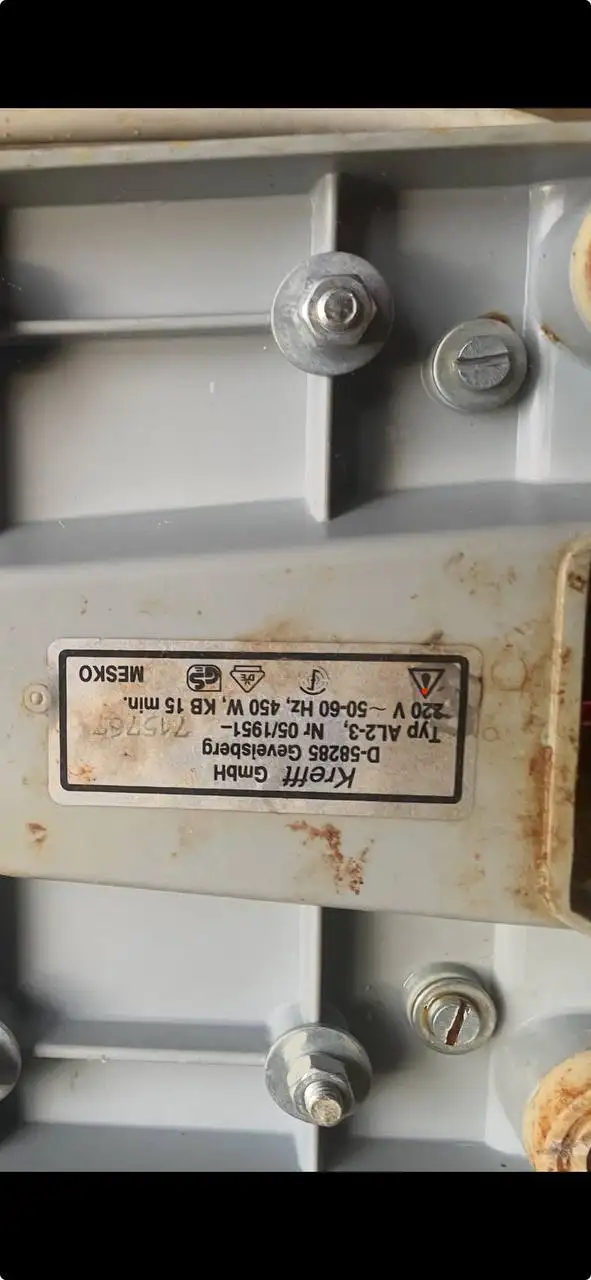 Krefft GmbH
D-58285 Gevelsberg
Typ AL2-3, Nr 05/1951-
220 V ~50-60 Hz, 450 W, KB 15 min.
MESKO